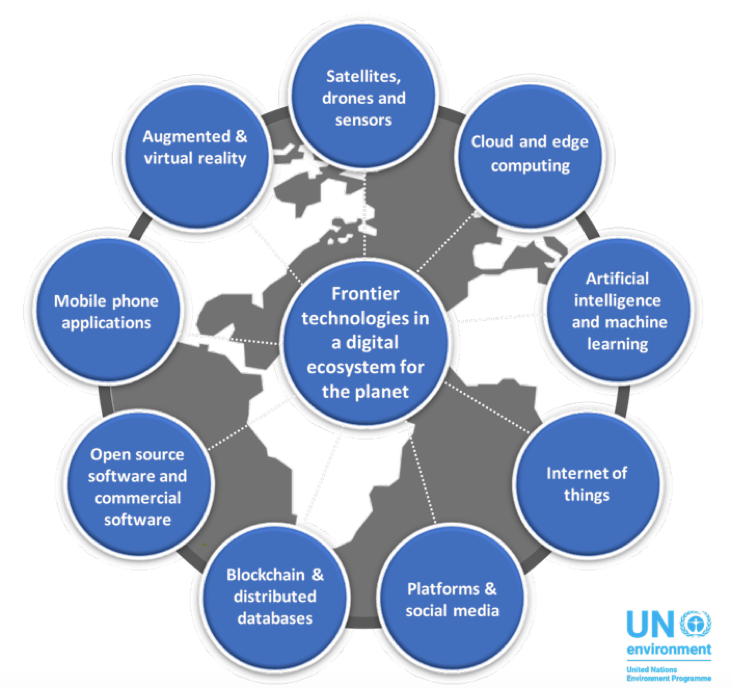 Satellites,
drones and
sensors
Cloud and edge
computing
Artificial
intelligence
and machine
learning
Internet of
things
Platforms &
social media
Blockchain &
distributed
databases
Open source
software and
commercial
software
Mobile phone
applications
Augmented &
virtual reality
Frontier
technologies in
a digital
ecosystem for
the planet
UN
environment
United Nations
Environment Programme